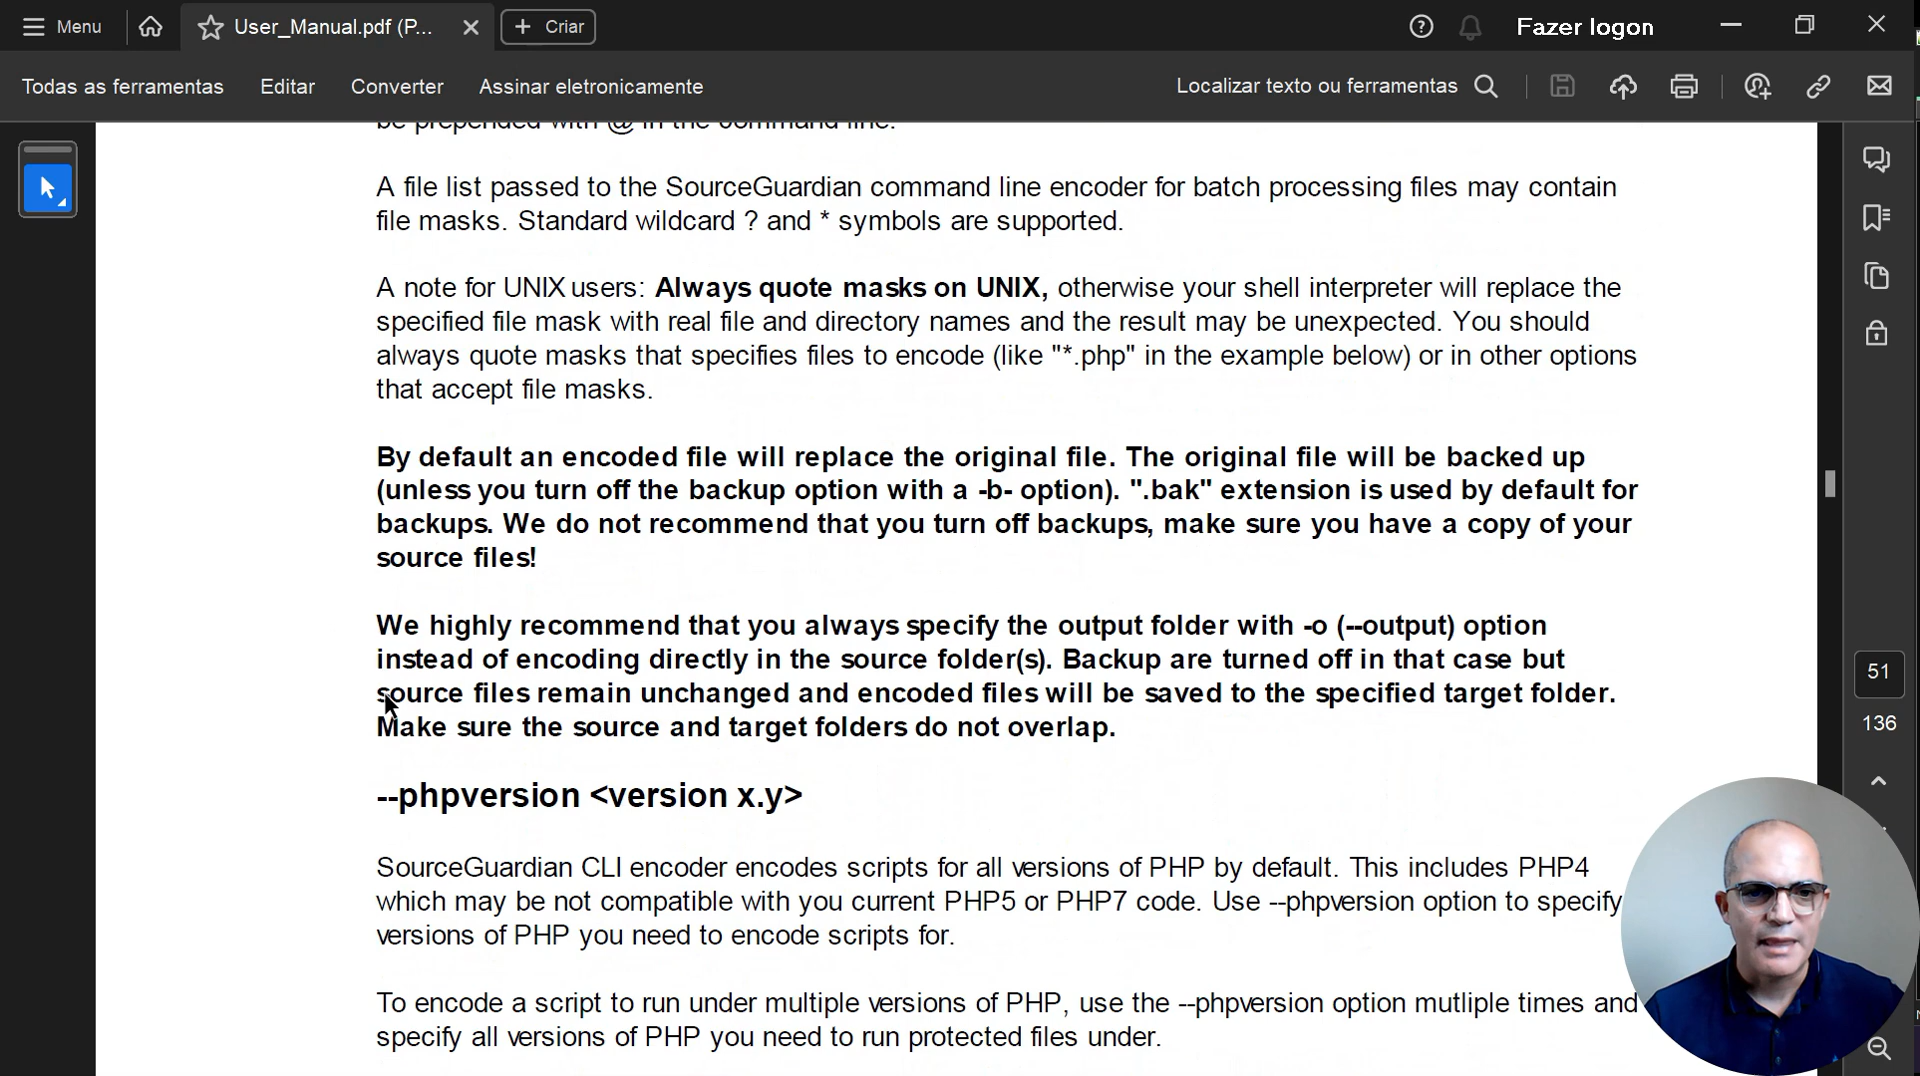 Menu
User_Manual.pdf (P...
Criar
Fazer logon
Todas as ferramentas
Editar
Converter
Assinar eletronicamente
Localizar texto ou ferramentas
be prepended with @ in the command line.
A file list passed to the SourceGuardian command line encoder for batch processing files may contain
file masks. Standard wildcard ? and * symbols are supported.
A note for UNIX users: Always quote masks on UNIX, otherwise your shell interpreter will replace the
specified file mask with real file and directory names and the result may be unexpected. You should
always quote masks that specifies files to encode (like "*.php" in the example below) or in other options
that accept file masks.
By default an encoded file will replace the original file. The original file will be backed up
(unless you turn off the backup option with a -b- option). ".bak" extension is used by default for
backups. We do not recommend that you turn off backups, make sure you have a copy of your
source files!
We highly recommend that you always specify the output folder with -o (--output) option
instead of encoding directly in the source folder(s). Backup are turned off in that case but
source files remain unchanged and encoded files will be saved to the specified target folder.
Make sure the source and target folders do not overlap.
--phpversion <version x.y>
SourceGuardian CLI encoder encodes scripts for all versions of PHP by default. This includes PHP4
which may be not compatible with you current PHP5 or PHP7 code. Use --phpversion option to specify
versions of PHP you need to encode scripts for.
To encode a script to run under multiple versions of PHP, use the --phpversion option mutliple times and
specify all versions of PHP you need to run protected files under.
51
136